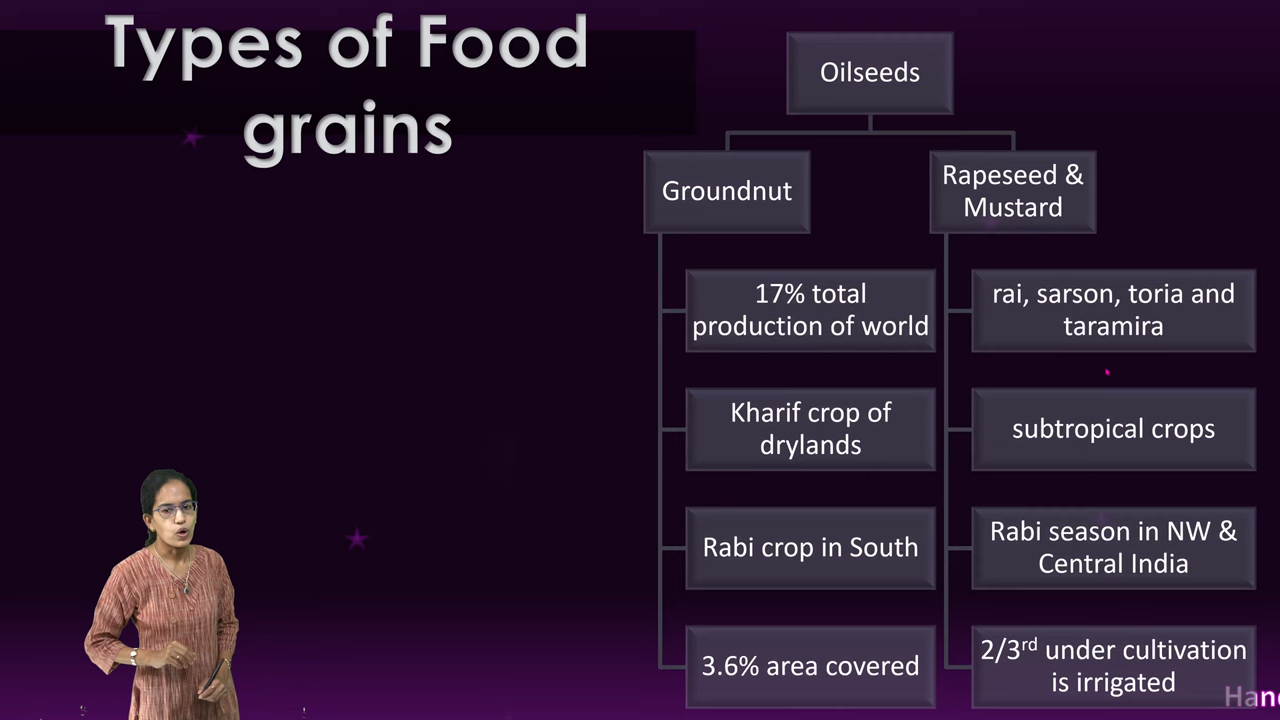 Types of Food
grains
Oilseeds
Groundnut
17% total
production of world
Kharif crop of
drylands
Rabi crop in South
3.6% area covered
Rapeseed &
Mustard
rai, sarson, toria and
taramira
subtropical crops
Rabi season in NW &
Central India
2/3rd under cultivation
is irrigated